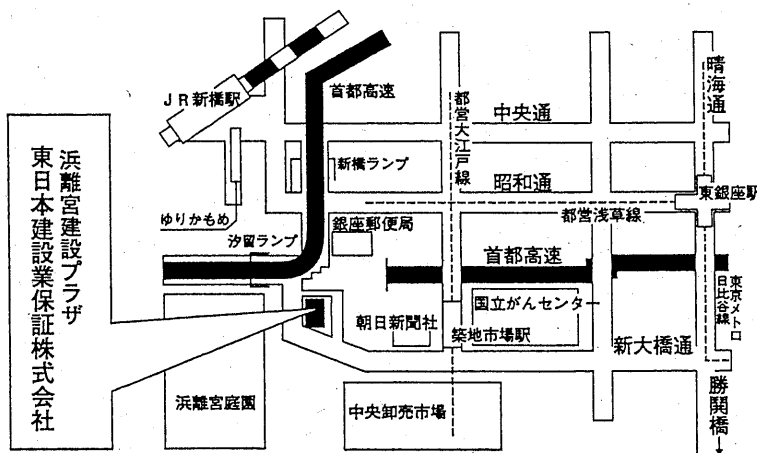 浜離宮建設プラザ
東日本建設業保証株式会社
JR新橋駅
首都高速
都営大江戸線
中央通
晴海通
新橋ランプ
昭和通
東銀座駅
ゆりかもめ
都営浅草線
汐留ランプ
銀座郵便局
首都高速
東京メトロ
日比谷線
国立がんセンター
朝日新聞社
築地市場駅
新大橋通
浜離宮庭園
中央卸売市場
勝関橋